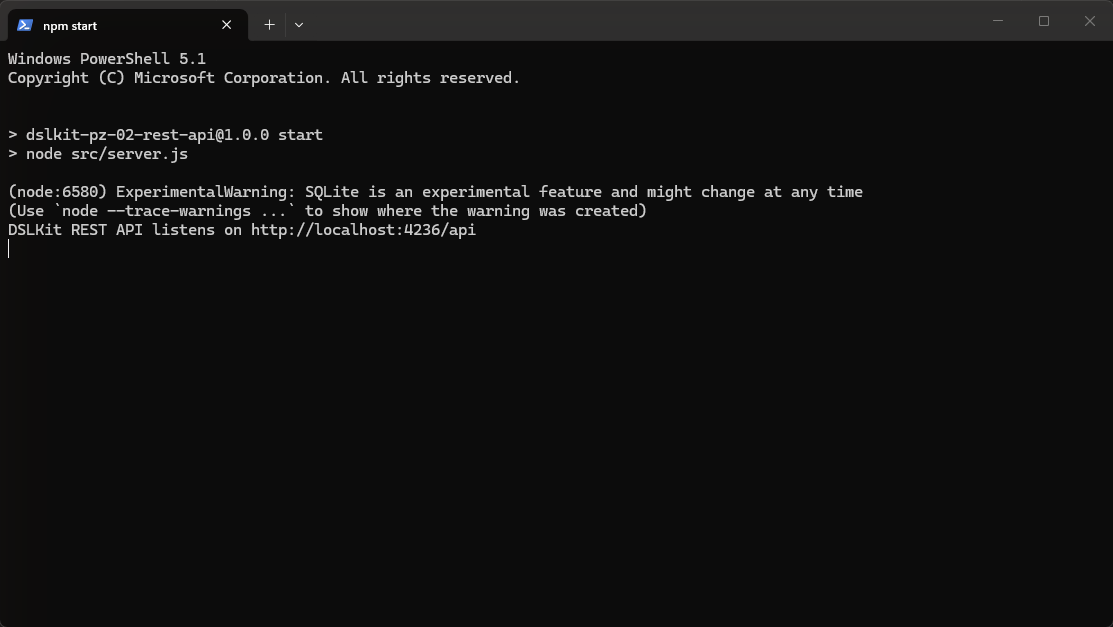 npm start
Windows PowerShell 5.1
Copyright (C) Microsoft Corporation. All rights reserved.
> dslkit-pz-02-rest-api@1.0.0 start
> node src/server.js
(node:6580) ExperimentalWarning: SQLite is an experimental feature and might change at any time
(Use `node --trace-warnings ...` to show where the warning was created)
DSLKit REST API listens on http://localhost:4236/api